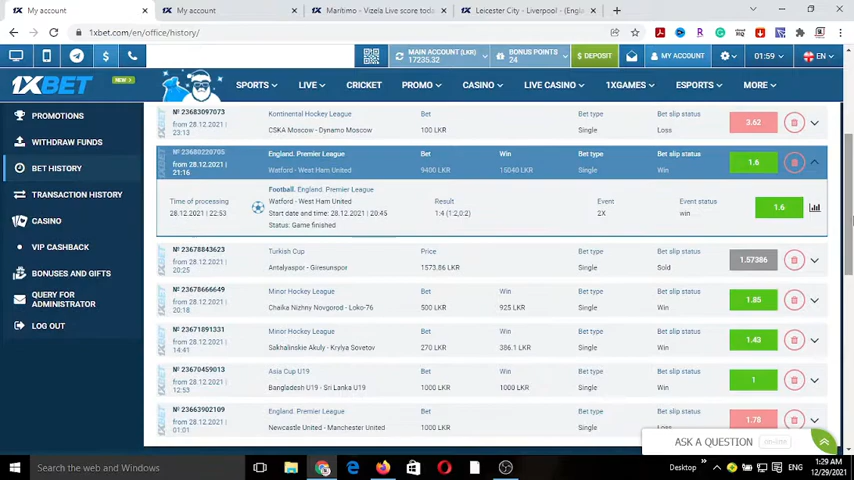 My account
My account
Marítimo - Vizela Live score toda
Leicester City - Liverpool - (Engla
1xbet.com/en/office/history/
MAIN ACCOUNT (LKR)
17235.32
BONUS POINTS
24
$ DEPOSIT
MY ACCOUNT
01:59
EN
1XBET
NEW
SPORTS
LIVE
CRICKET
PROMO
CASINO
LIVE CASINO
1XGAMES
ESPORTS
MORE
PROMOTIONS
WITHDRAW FUNDS
BET HISTORY
TRANSACTION HISTORY
CASINO
VIP CASHBACK
BONUSES AND GIFTS
QUERY FOR
ADMINISTRATOR
LOG OUT
№ 23683097073
from 28.12.2021 |
23:13
Kontinental Hockey League
CSKA Moscow - Dynamo Moscow
Bet
100 LKR
Bet type
Single
Bet slip status
Loss
3.62
№ 23680220705
from 28.12.2021 |
21:16
England. Premier League
Watford - West Ham United
Bet
9400 LKR
Win
15040 LKR
Bet type
Single
Bet slip status
Win
1.6
Time of processing
28.12.2021 | 22:53
Football. England. Premier League
Watford - West Ham United
Start date and time: 28.12.2021 | 20:45
Status: Game finished
Result
1:4 (1:2,0:2)
Event
2X
Event status
win
1.6
№ 23678843623
from 28.12.2021 |
20:25
Turkish Cup
Antalyaspor - Giresunspor
Price
1573.86 LKR
Bet type
Single
Bet slip status
Sold
1.57386
№ 23678666649
from 28.12.2021 |
20:18
Minor Hockey League
Chaika Nizhny Novgorod - Loko-76
Bet
500 LKR
Win
925 LKR
Bet type
Single
Bet slip status
Win
1.85
№ 23671891331
from 28.12.2021 |
14:41
Minor Hockey League
Sakhalinskie Akuly - Krylya Sovetov
Bet
270 LKR
Win
386.1 LKR
Bet type
Single
Bet slip status
Win
1.43
№ 23670459013
from 28.12.2021 |
12:53
Asia Cup U19
Bangladesh U19 - Sri Lanka U19
Bet
1000 LKR
Win
1000 LKR
Bet type
Single
Bet slip status
Win
1
№ 23663902109
from 28.12.2021 |
01:01
England. Premier League
Newcastle United - Manchester United
Bet
1000 LKR
Bet type
Single
Bet slip status
Loss
1.78
ASK A QUESTION
on-line
Search the web and Windows
Desktop
ENG
1:29 AM
12/29/2021